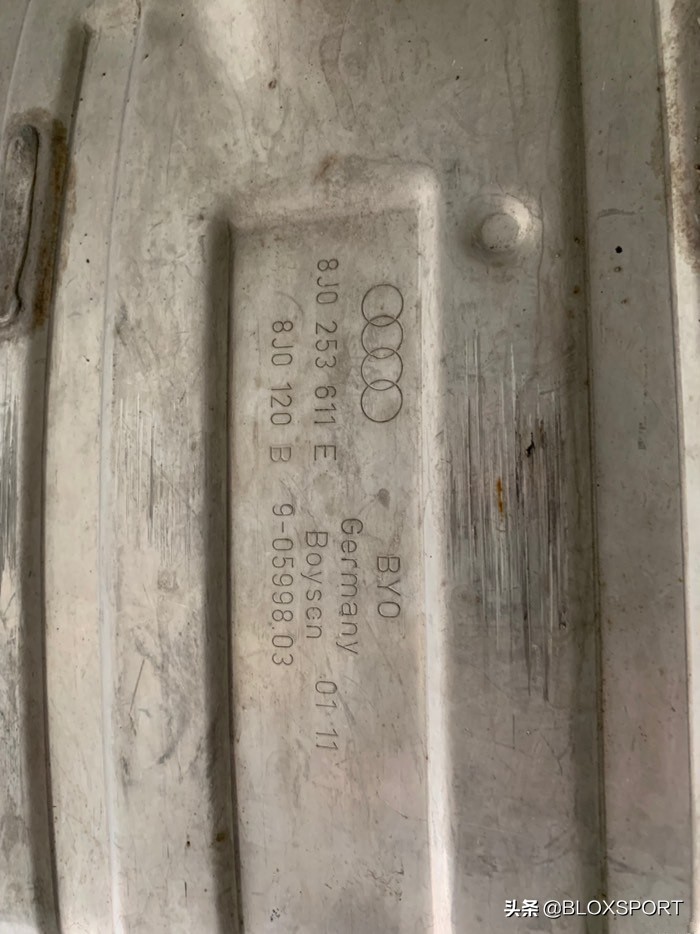 BYO
8J0 253 611 E Germany
Boysen 01 11
8J0 120 B 9-05998.03
头条 @BLOXSPORT